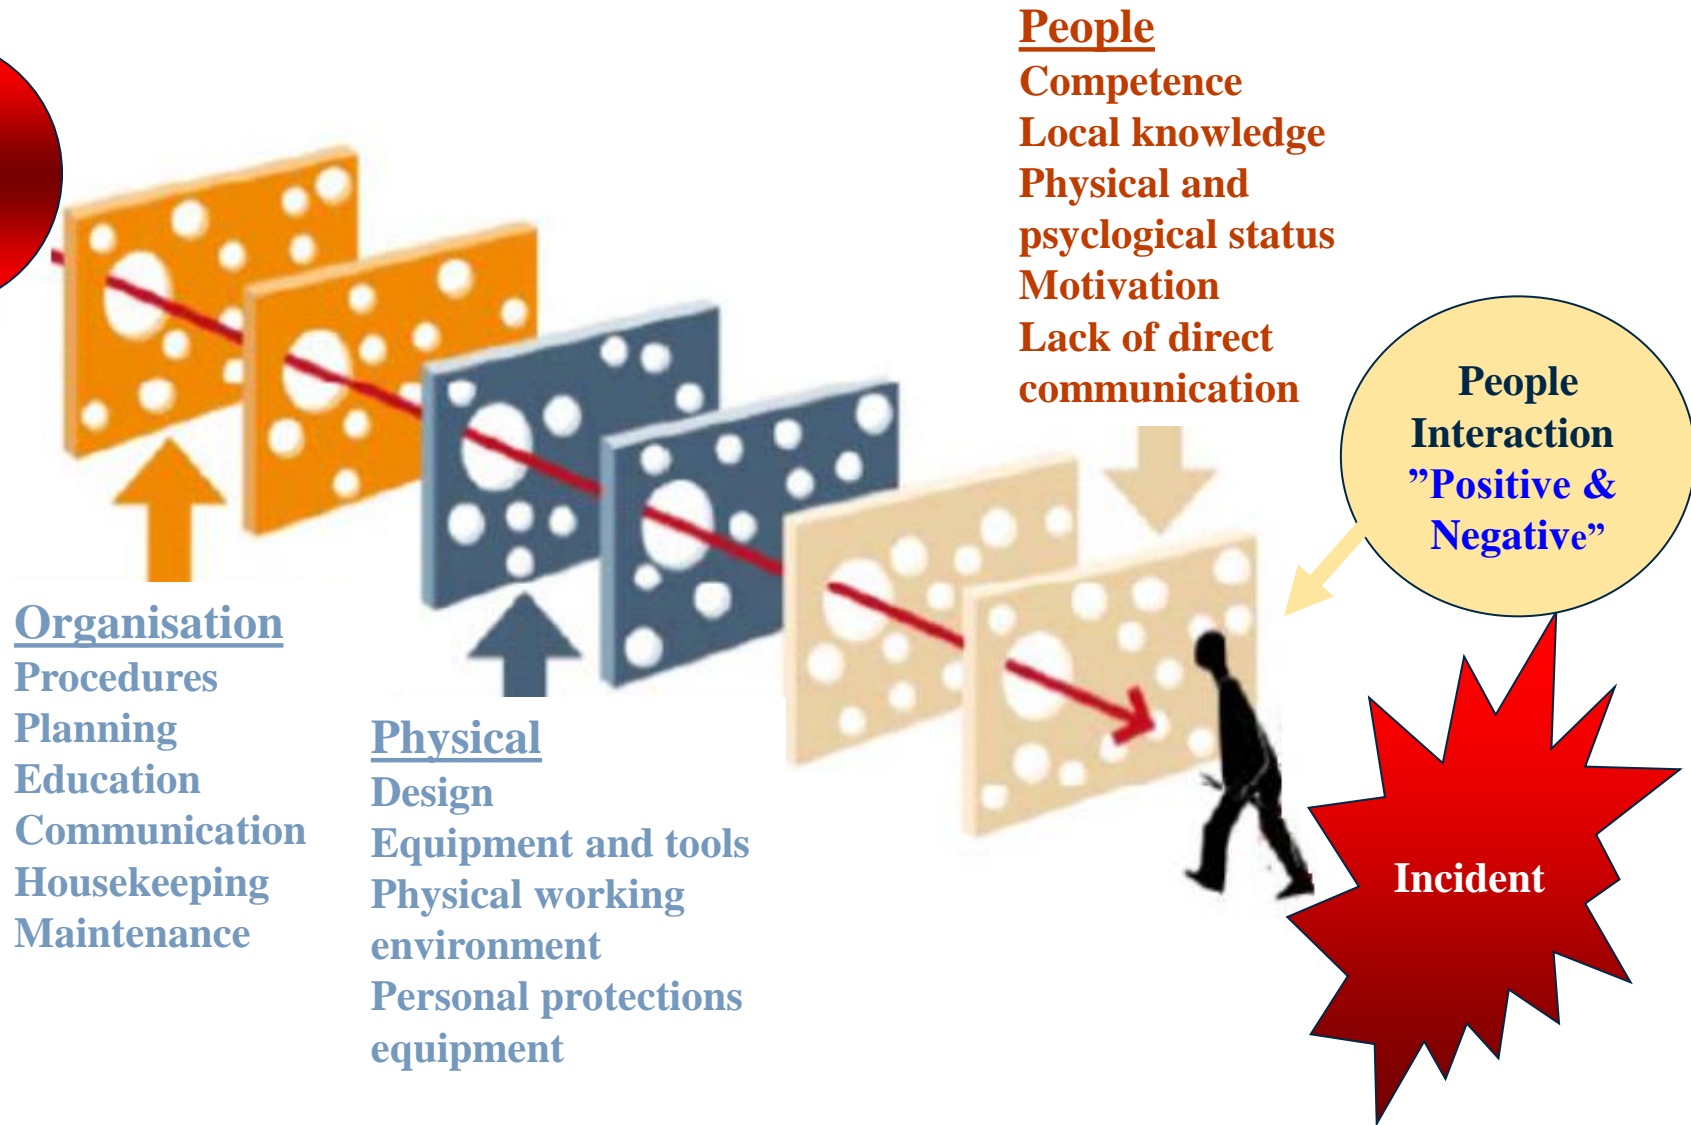 People
Competence
Local knowledge
Physical and
psyclogical status
Motivation
Lack of direct
communication
People
Interaction
”Positive &
Negative”
Organisation
Procedures
Planning
Education
Communication
Housekeeping
Maintenance
Physical
Design
Equipment and tools
Physical working
environment
Personal protections
equipment
Incident